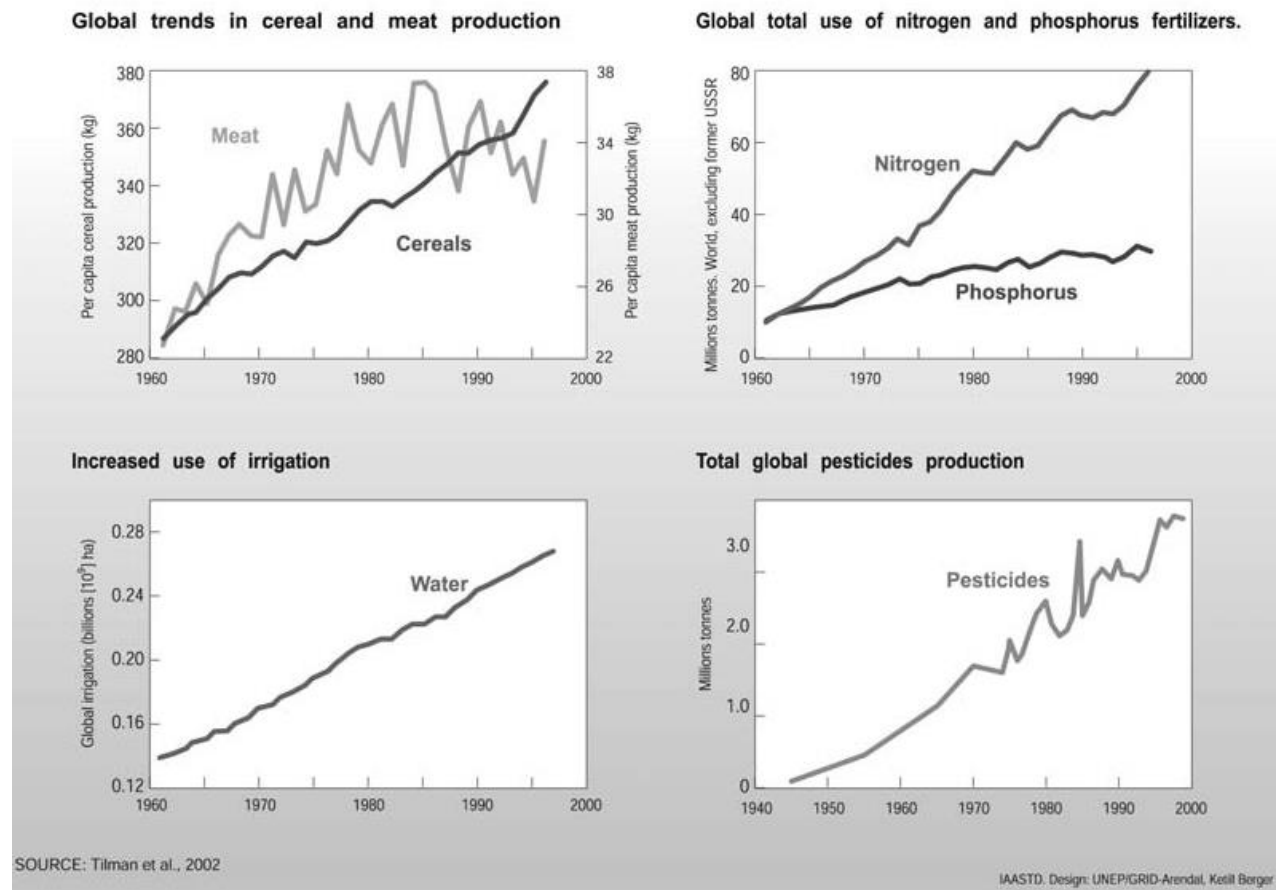 Global trends in cereal and meat production
Per capita cereal production (kg)
380
360
340
320
300
280
Meat
Cereals
38
34
30
26
22
Per capita meat production (kg)
1960
1970
1980
1990
2000
Global total use of nitrogen and phosphorus fertilizers.
Millions tonnes. World, excluding former USSR
80
60
40
20
0
Nitrogen
Phosphorus
1960
1970
1980
1990
2000
Increased use of irrigation
Global irrigation (billions [10⁹] ha)
0.28
0.24
0.20
0.16
0.12
Water
1960
1970
1980
1990
2000
Total global pesticides production
Millions tonnes
3.0
2.0
1.0
0
Pesticides
1940
1950
1960
1970
1980
1990
2000
SOURCE: Tilman et al., 2002
IAASTD. Design: UNEP/GRID-Arendal, Ketill Berger